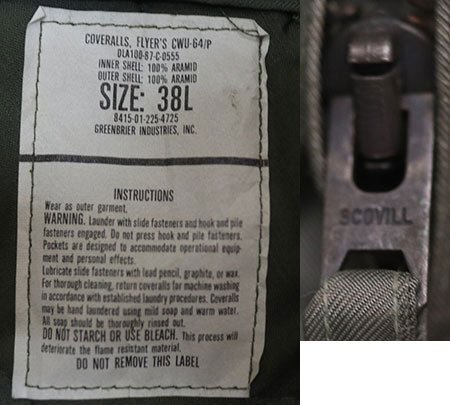 COVERALLS, FLYER'S CWU-64/P
DLA100-87-C-0555
INNER SHELL: 100% ARAMID
OUTER SHELL: 100% ARAMID
SIZE: 38L
8415-01-225-4725
GREENBRIER INDUSTRIES, INC.
INSTRUCTIONS
Wear as outer garment.
WARNING. Launder with slide fasteners and hook and pile
fasteners engaged. Do not press hook and pile fasteners.
Pockets are designed to accommodate operational equip-
ment and personal effects.
Lubricate slide fasteners with lead pencil, graphite, or wax.
For thorough cleaning, return coveralls for machine washing
in accordance with established laundry procedures. Coveralls
may be hand laundered using mild soap and warm water.
All soap should be thoroughly rinsed out.
DO NOT STARCH OR USE BLEACH. This process will
deteriorate the flame resistant material.
DO NOT REMOVE THIS LABEL
SCOVILL